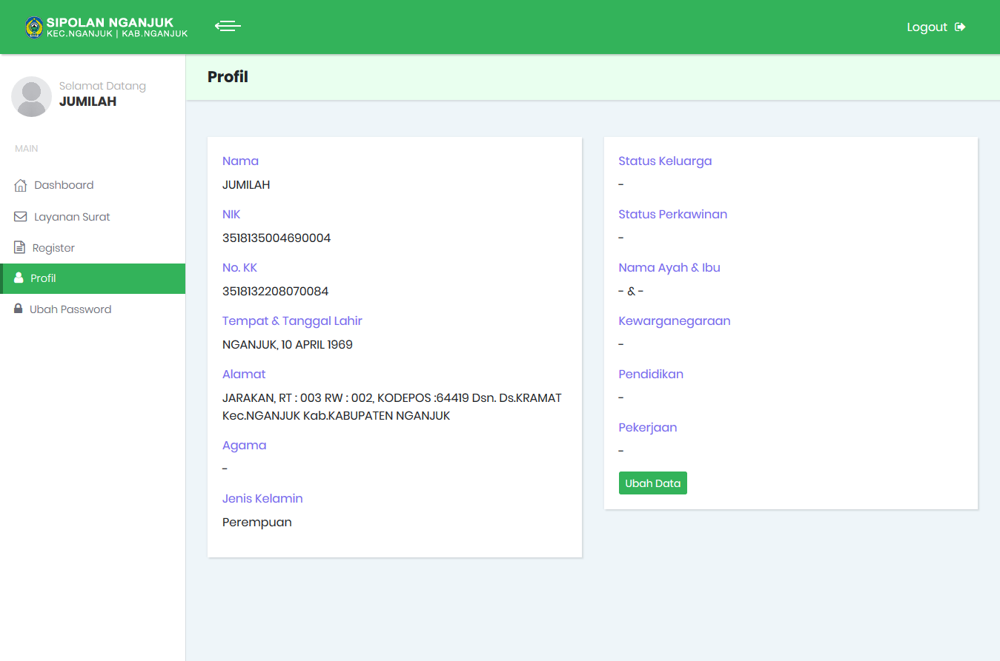 SIPOLAN NGANJUK
KEC.NGANJUK | KAB.NGANJUK
Logout
Selamat Datang
JUMILAH
MAIN
Dashboard
Layanan Surat
Register
Profil
Ubah Password
Profil
Nama
JUMILAH
NIK
3518135004690004
No. KK
3518132208070084
Tempat & Tanggal Lahir
NGANJUK, 10 APRIL 1969
Alamat
JARAKAN, RT : 003 RW : 002, KODEPOS :64419 Dsn. Ds.KRAMAT
Kec.NGANJUK Kab.KABUPATEN NGANJUK
Agama
-
Jenis Kelamin
Perempuan
Status Keluarga
-
Status Perkawinan
-
Nama Ayah & Ibu
- & -
Kewarganegaraan
-
Pendidikan
-
Pekerjaan
-
Ubah Data